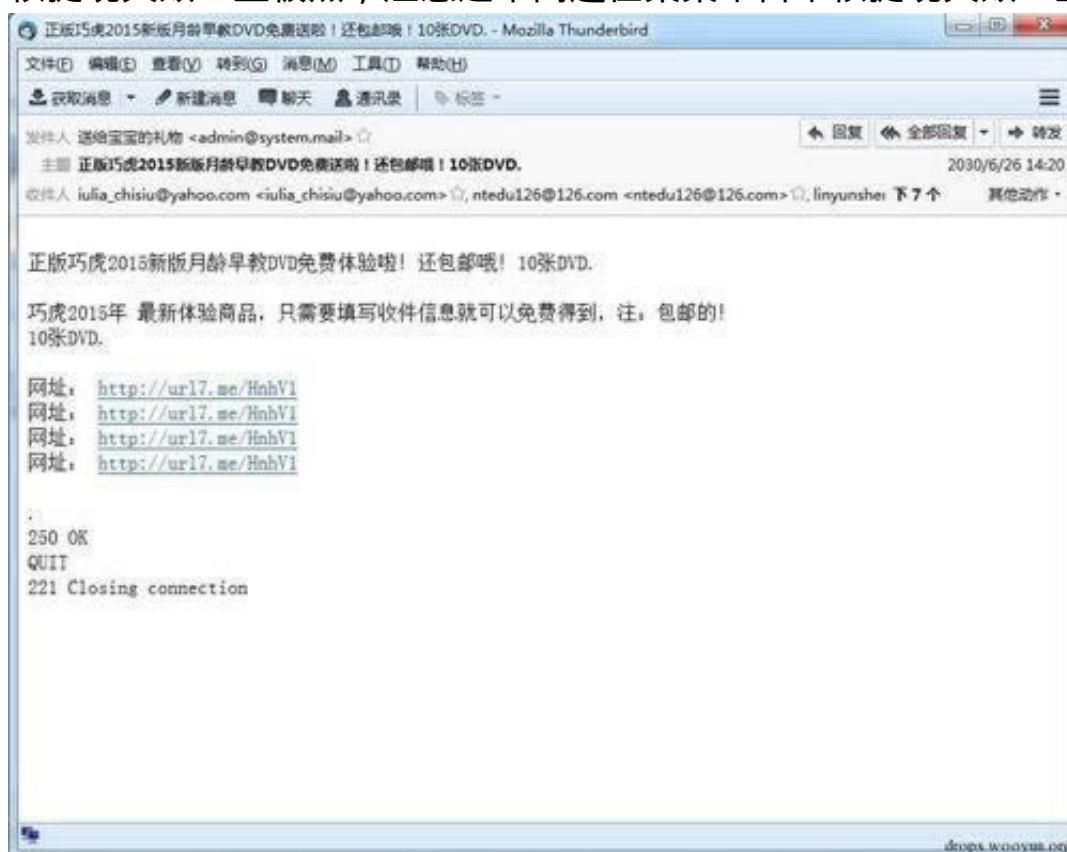 正版巧虎2015新版月龄早教DVD免费送啦！还包邮哦！10张DVD. - Mozilla Thunderbird
文件(F) 编辑(E) 查看(V) 转到(G) 消息(M) 工具(T) 帮助(H)
获取消息 新建消息 聊天 通讯录 标签
发件人 送给宝宝的礼物 <admin@system.mail> 回复 全部回复 转发
主题 正版巧虎2015新版月龄早教DVD免费送啦！还包邮哦！10张DVD. 2030/6/26 14:20
收件人 iulia_chisiu@yahoo.com <iulia_chisiu@yahoo.com>, ntedu126@126.com <ntedu126@126.com>, linyunshei 下7个 其他动作
正版巧虎2015新版月龄早教DVD免费体验啦！还包邮哦！10张DVD.
巧虎2015年 最新体验商品，只需要填写收件信息就可以免费得到，注：包邮的！
10张DVD.
网址： http://url7.me/HnhV1
网址： http://url7.me/HnhV1
网址： http://url7.me/HnhV1
网址： http://url7.me/HnhV1
.
250 OK
QUIT
221 Closing connection
drops.wooyun.org